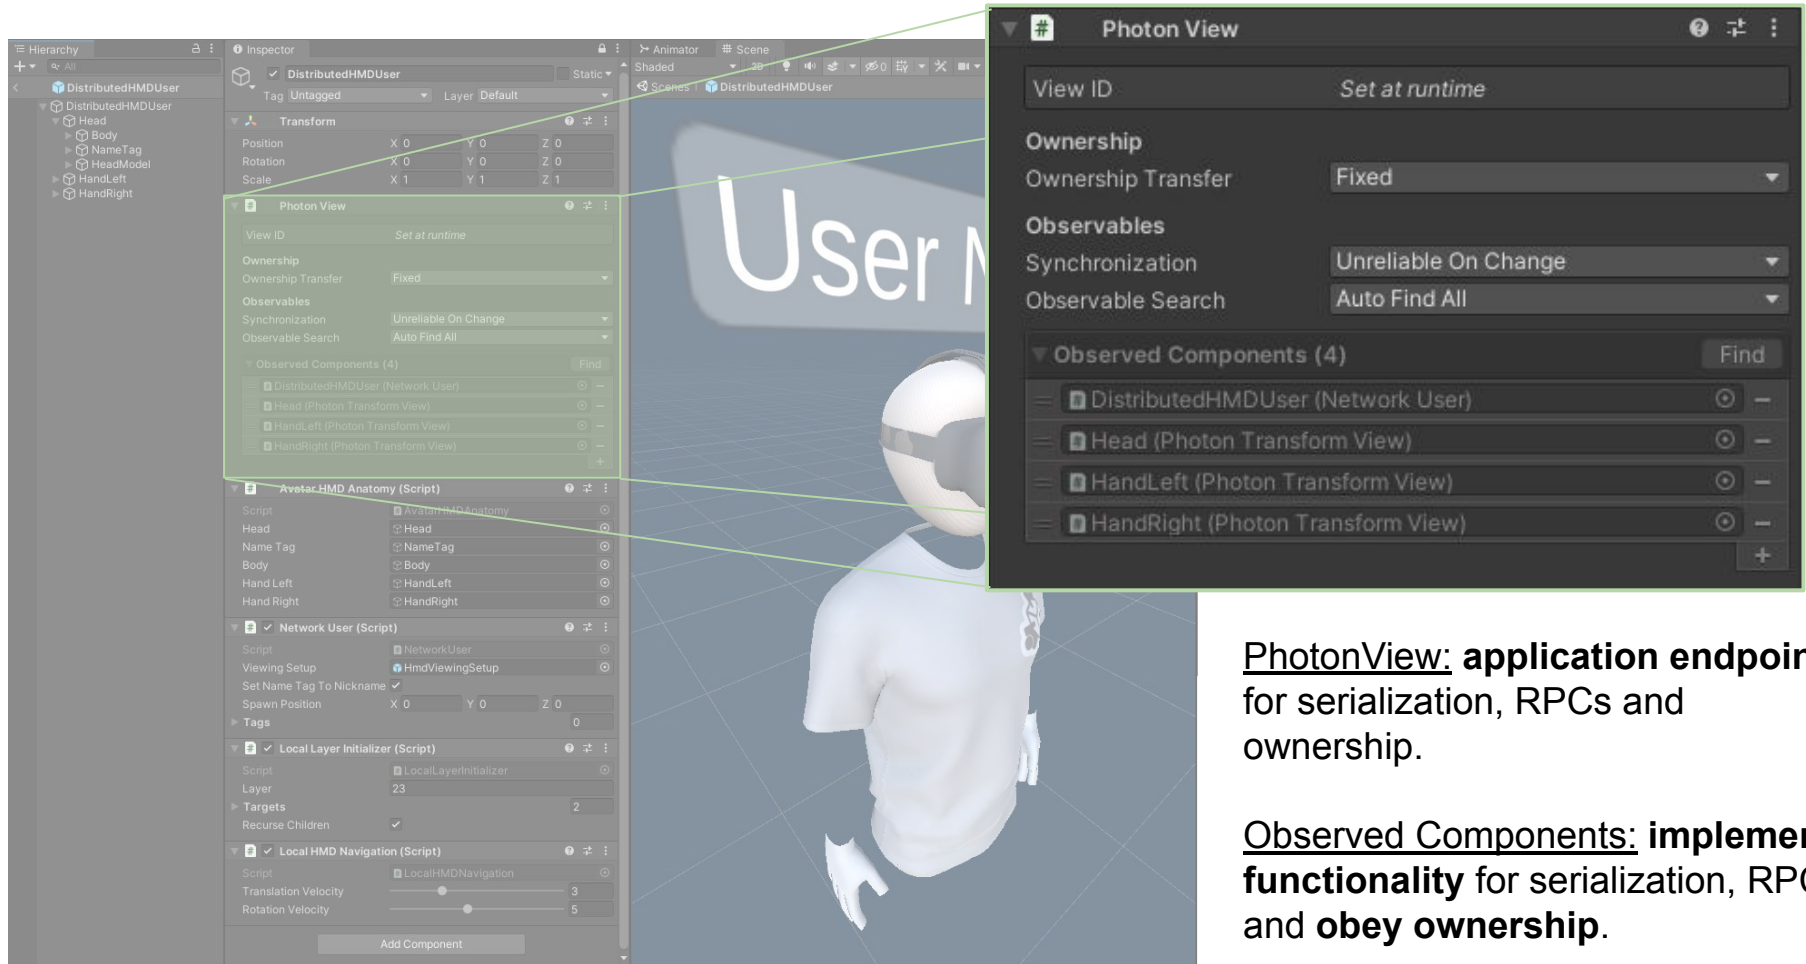 Hierarchy
All
DistributedHMDUser
DistributedHMDUser
Head
Body
NameTag
HeadModel
HandLeft
HandRight
Inspector
DistributedHMDUser Static
Tag Untagged Layer Default
Transform
Position X 0 Y 0 Z 0
Rotation X 0 Y 0 Z 0
Scale X 1 Y 1 Z 1
Photon View
View ID Set at runtime
Ownership
Ownership Transfer Fixed
Observables
Synchronization Unreliable On Change
Observable Search Auto Find All
Observed Components (4) Find
DistributedHMDUser (Network User)
Head (Photon Transform View)
HandLeft (Photon Transform View)
HandRight (Photon Transform View)
Avatar HMD Anatomy (Script)
Script AvatarHMDAnatomy
Head Head
Name Tag NameTag
Body Body
Hand Left HandLeft
Hand Right HandRight
Network User (Script)
Script NetworkUser
Viewing Setup HmdViewingSetup
Set Name Tag To Nickname
Spawn Position X 0 Y 0 Z 0
Tags 0
Local Layer Initializer (Script)
Script LocalLayerInitializer
Layer 23
Targets 2
Recurse Children
Local HMD Navigation (Script)
Script LocalHMDNavigation
Translation Velocity 3
Rotation Velocity 5
Add Component
Animator Scene
Shaded 2D 0
Scenes DistributedHMDUser
User N
Photon View
View ID Set at runtime
Ownership
Ownership Transfer Fixed
Observables
Synchronization Unreliable On Change
Observable Search Auto Find All
Observed Components (4) Find
DistributedHMDUser (Network User)
Head (Photon Transform View)
HandLeft (Photon Transform View)
HandRight (Photon Transform View)
PhotonView: application endpoin
for serialization, RPCs and
ownership.
Observed Components: implemen
functionality for serialization, RPC
and obey ownership.